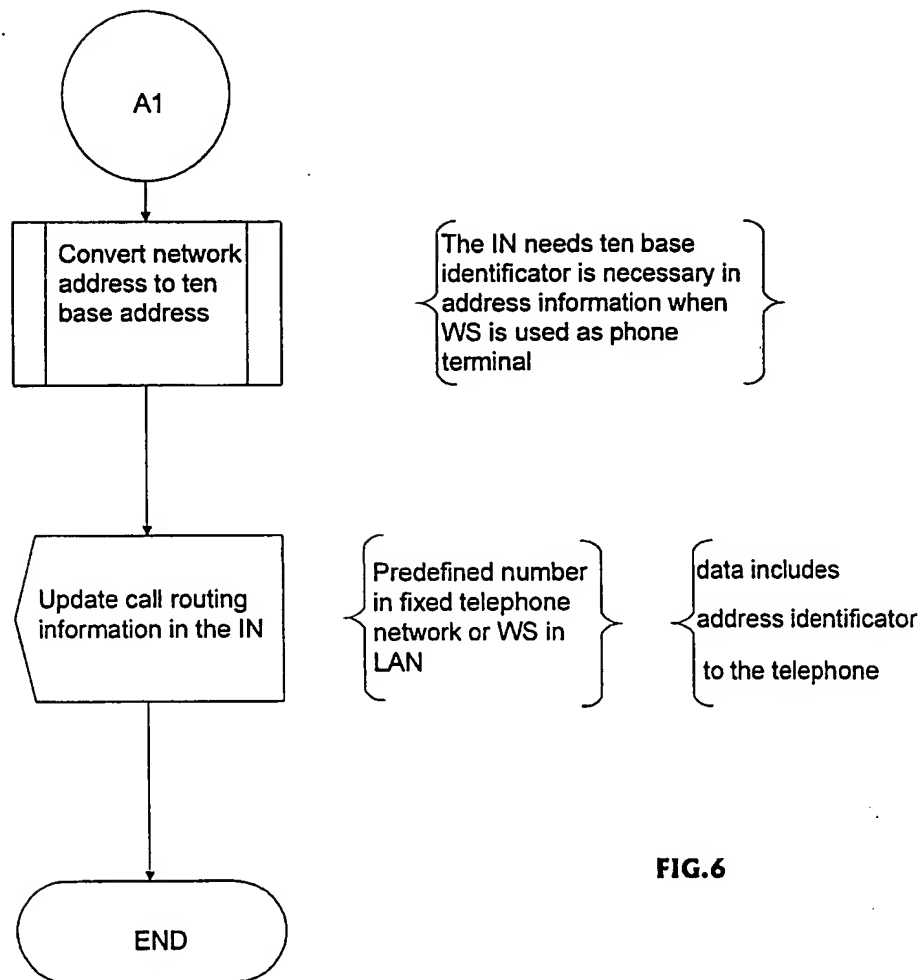 A1
Convert network
address to ten
base address
The IN needs ten base
identificator is necessary in
address information when
WS is used as phone
terminal
Update call routing
information in the IN
Predefined number
in fixed telephone
network or WS in
LAN
data includes
address identificator
to the telephone
FIG.6
END